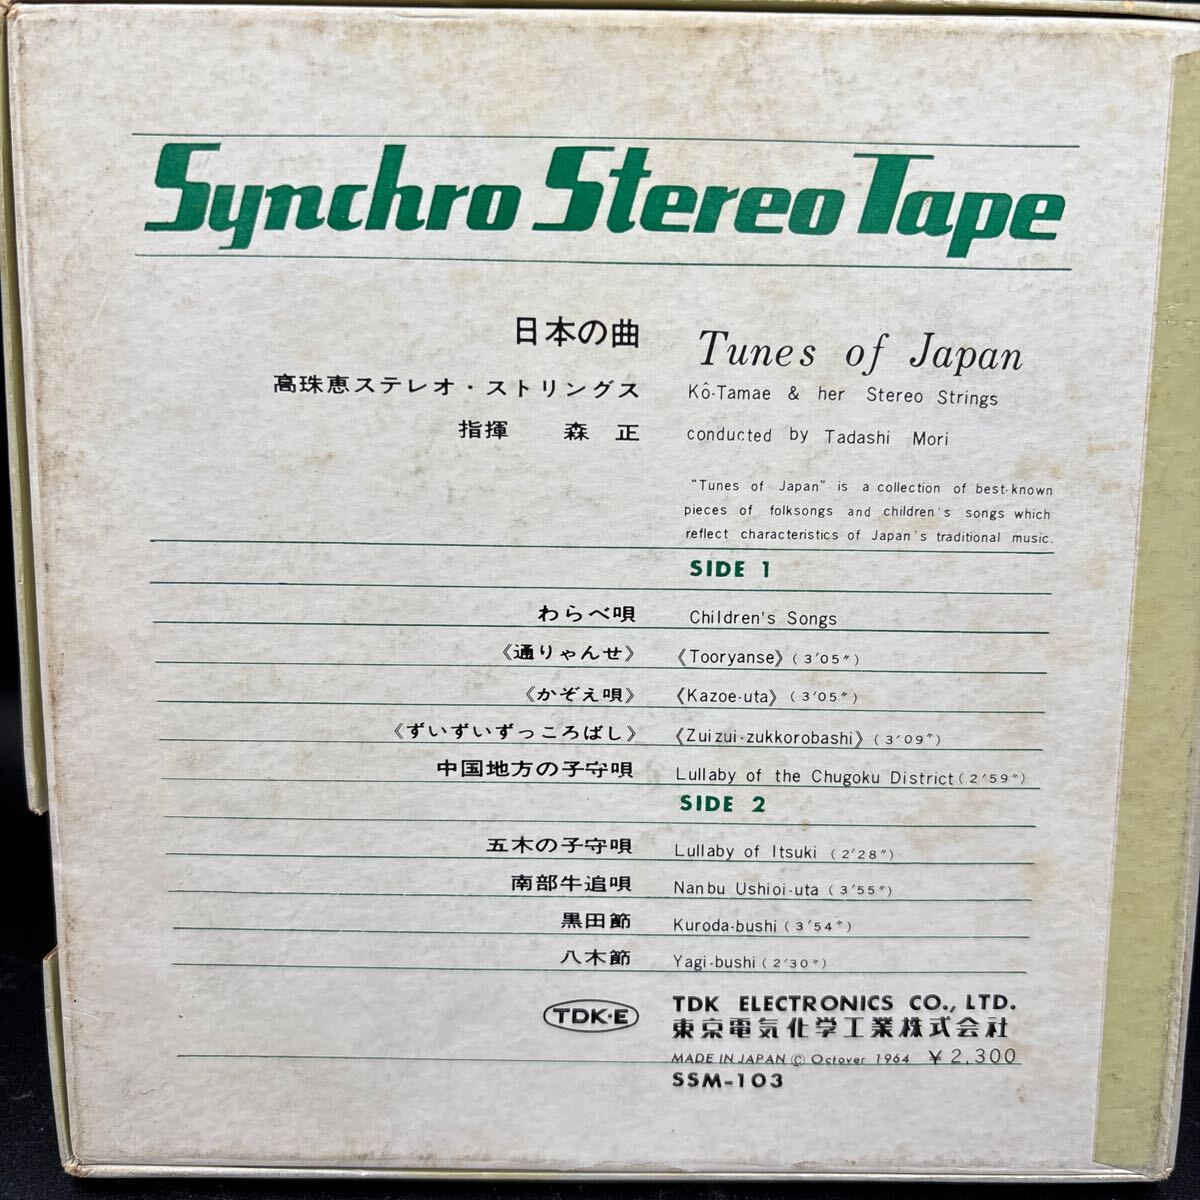 Synchro Stereo Tape
日本の曲 Tunes of Japan
高珠恵ステレオ・ストリングス Kô-Tamae & her Stereo Strings
指揮 森 正 conducted by Tadashi Mori
"Tunes of Japan" is a collection of best-known
pieces of folksongs and children's songs which
reflect characteristics of Japan's traditional music.
SIDE 1
わらべ唄 Children's Songs
《通りゃんせ》 《Tooryanse》(3′05″)
《かぞえ唄》 《Kazoe-uta》(3′05″)
《ずいずいずっころばし》 《Zuizui-zukkorobashi》(3′09″)
中国地方の子守唄 Lullaby of the Chugoku District(2′59″)
SIDE 2
五木の子守唄 Lullaby of Itsuki (2′28″)
南部牛追唄 Nanbu Ushioi-uta (3′55″)
黒田節 Kuroda-bushi (3′54″)
八木節 Yagi-bushi (2′30″)
TDK·E TDK ELECTRONICS CO., LTD.
東京電気化学工業株式会社
MADE IN JAPAN © Octover 1964 ¥2,300
SSM-103